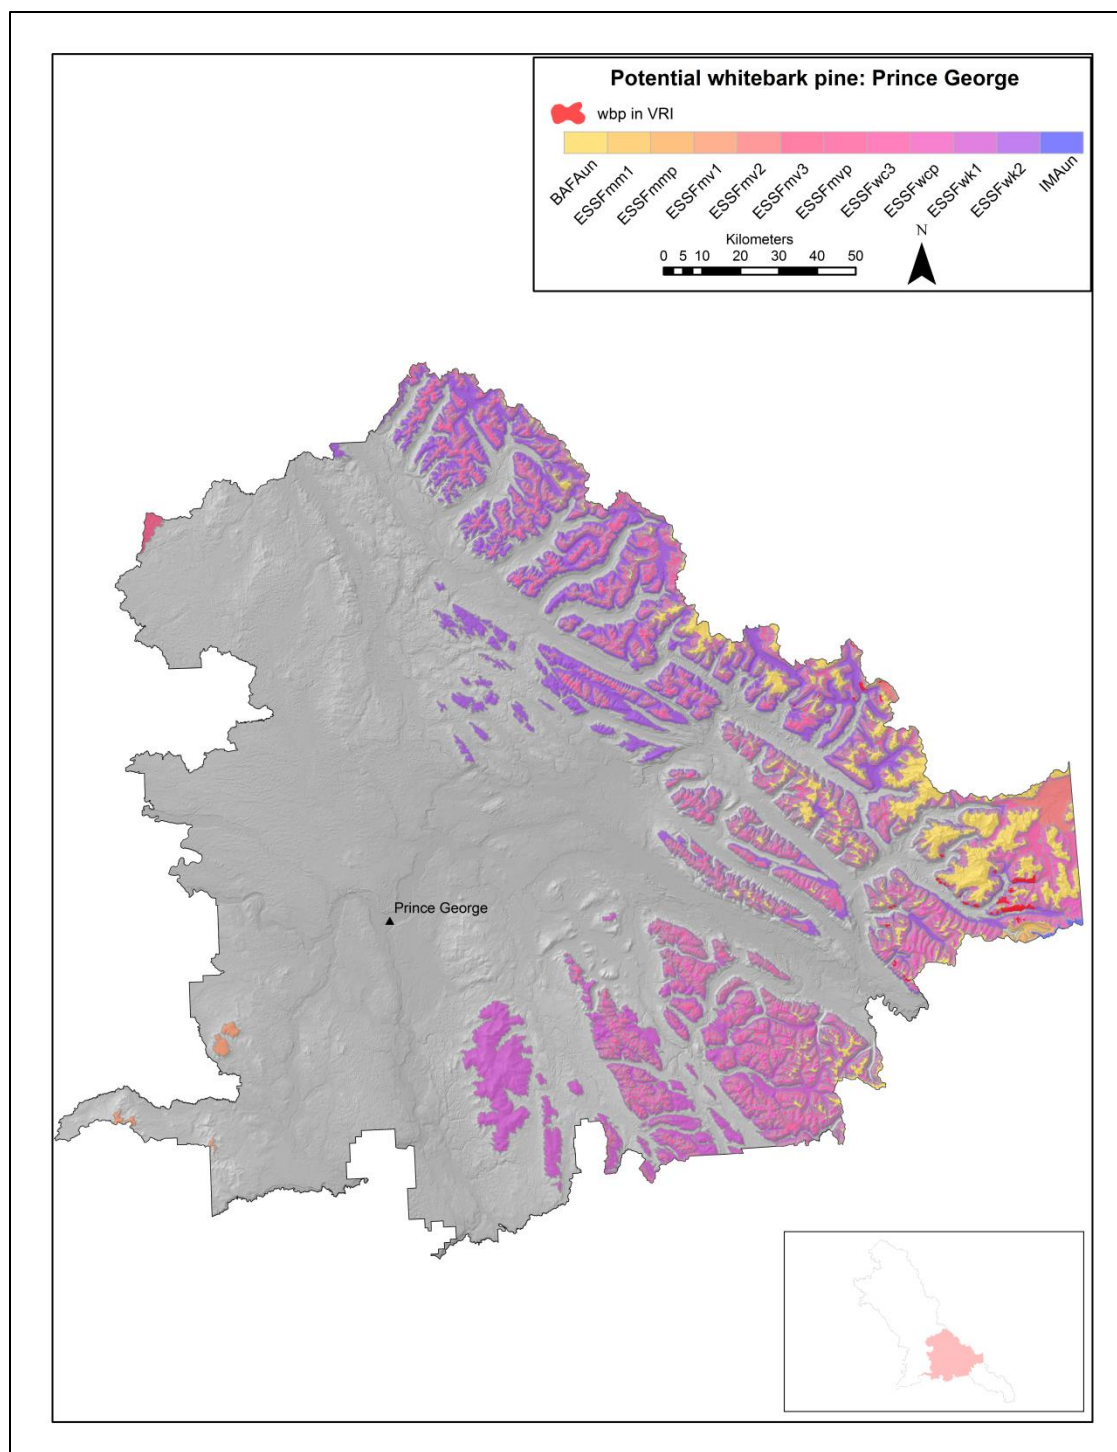 Potential whitebark pine: Prince George
wbp in VRI
BAFAun
ESSFmm1
ESSFmmp
ESSFmv1
ESSFmv2
ESSFmv3
ESSFmvp
ESSFwc3
ESSFwcp
ESSFwk1
ESSFwk2
IMAun
Kilometers
0 5 10 20 30 40 50
N
Prince George